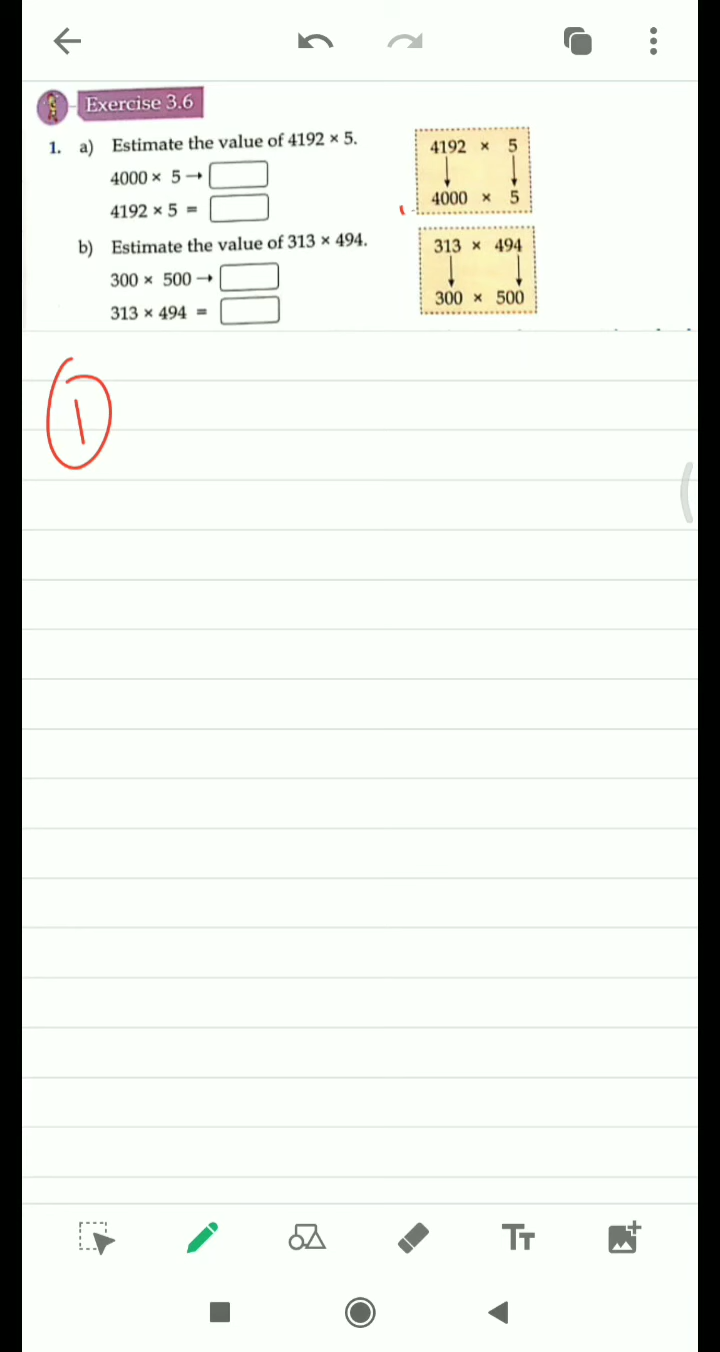 Exercise 3.6
1. a) Estimate the value of 4192 × 5.
4000 × 5 →
4192 × 5 =
4192 × 5
4000 × 5
b) Estimate the value of 313 × 494.
300 × 500 →
313 × 494 =
313 × 494
300 × 500
1
TT